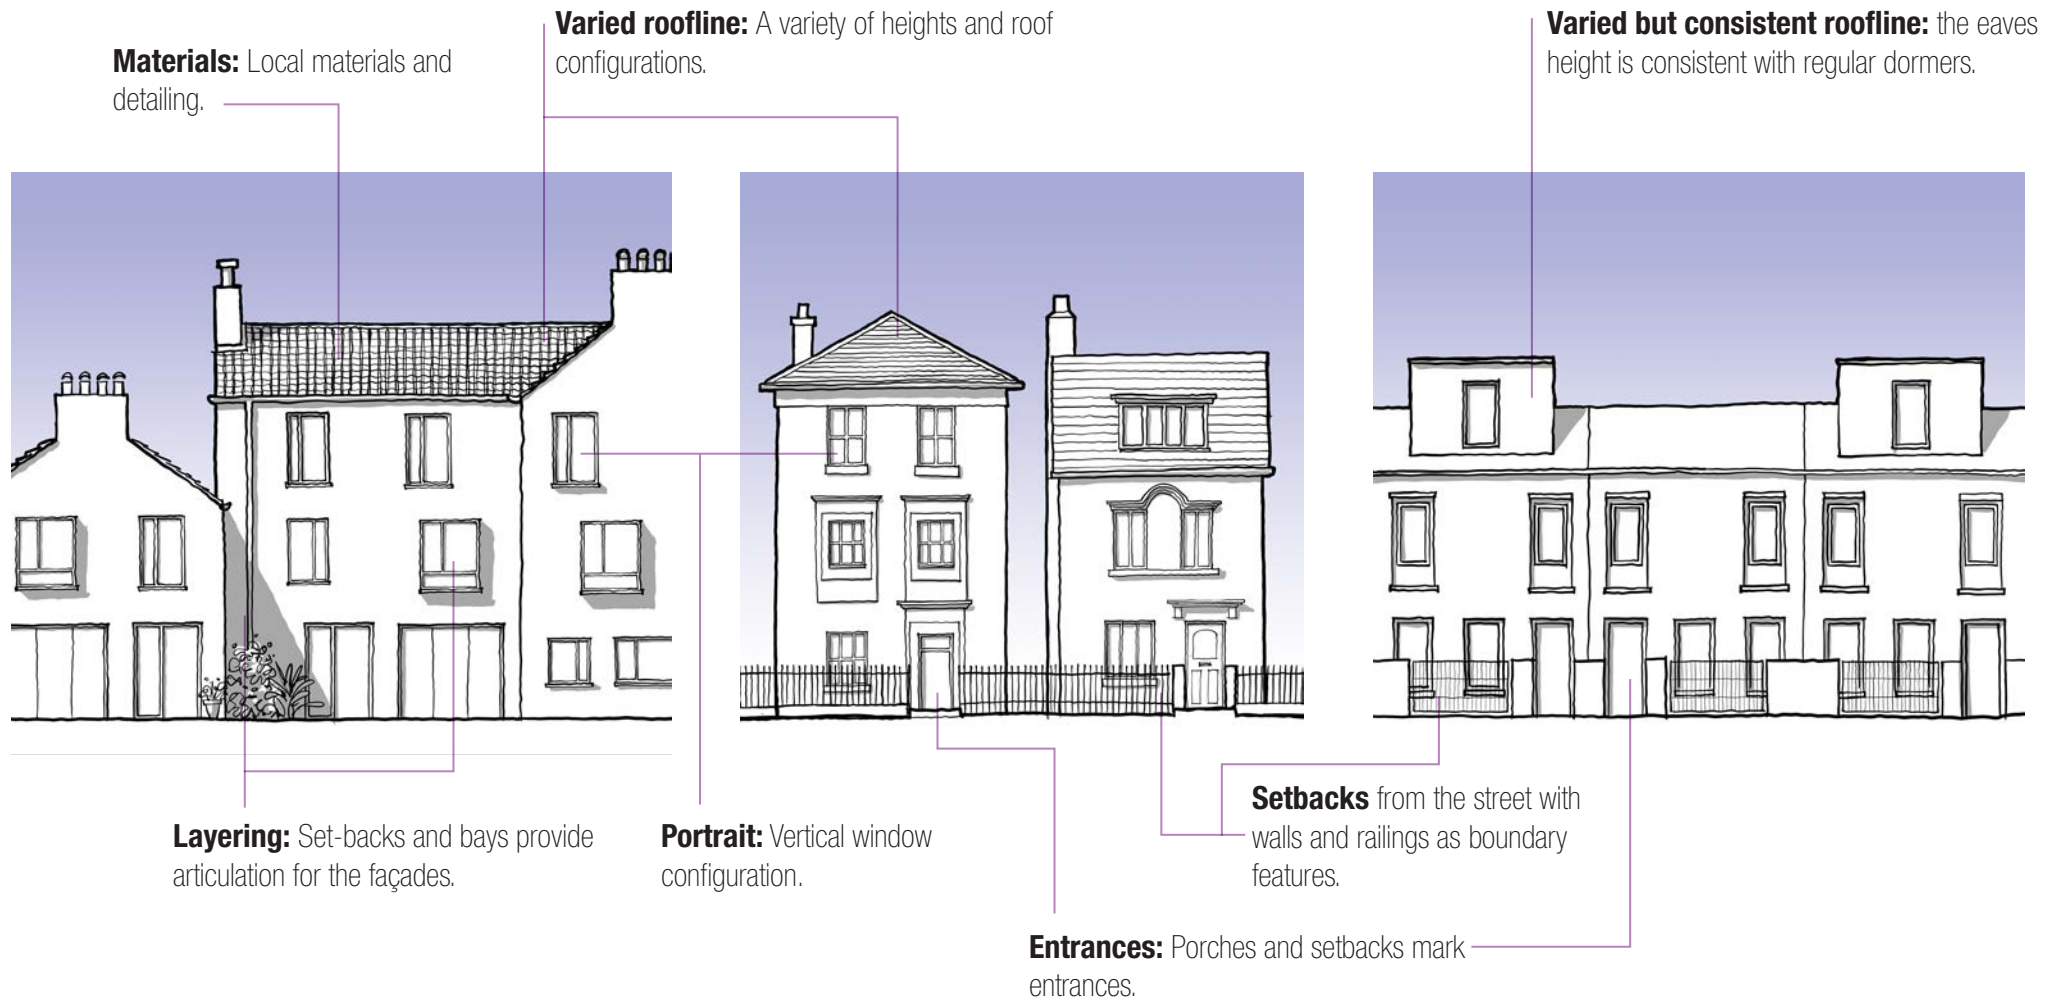 Materials: Local materials and
detailing.
Varied roofline: A variety of heights and roof
configurations.
Varied but consistent roofline: the eaves
height is consistent with regular dormers.
Layering: Set-backs and bays provide
articulation for the façades.
Portrait: Vertical window
configuration.
Setbacks from the street with
walls and railings as boundary
features.
Entrances: Porches and setbacks mark
entrances.